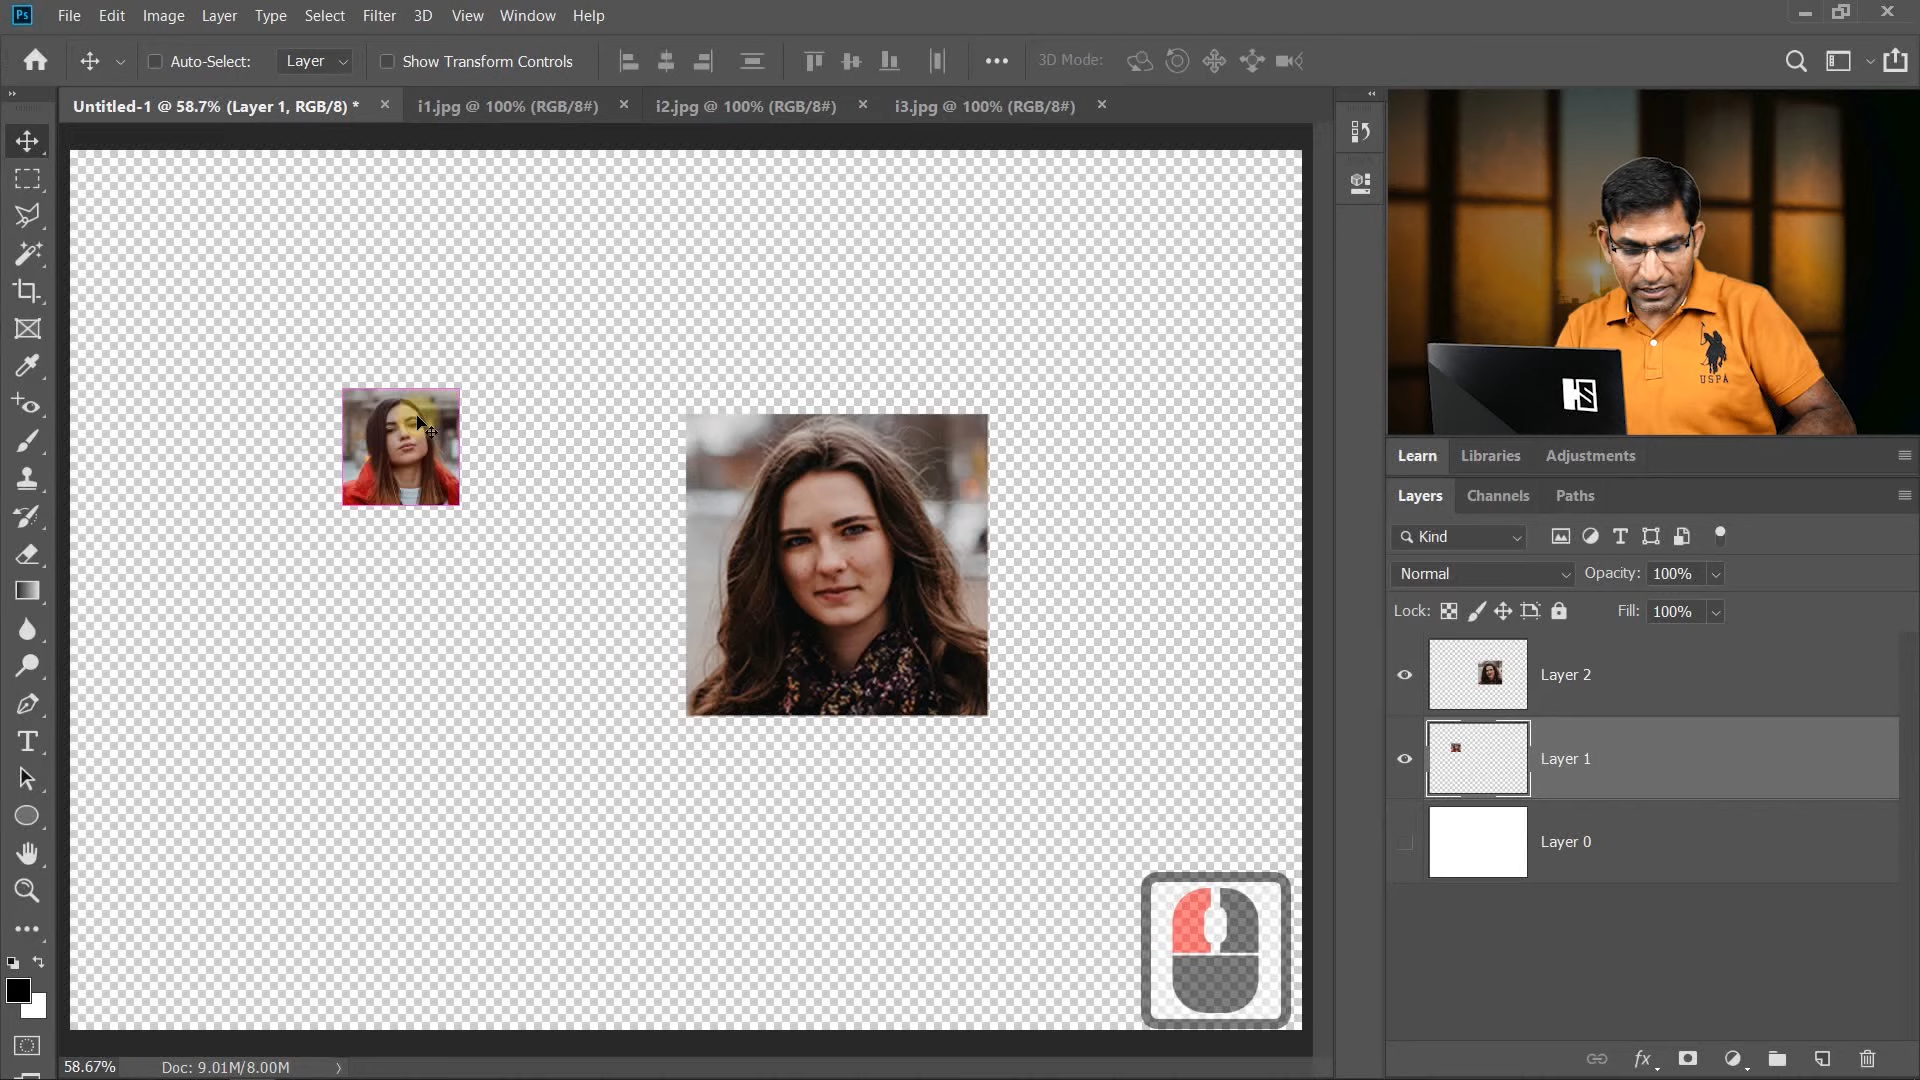 Ps File Edit Image Layer Type Select Filter 3D View Window Help
Auto-Select: Layer Show Transform Controls 3D Mode:
Untitled-1 @ 58.7% (Layer 1, RGB/8) * i1.jpg @ 100% (RGB/8#) i2.jpg @ 100% (RGB/8#) i3.jpg @ 100% (RGB/8#)
USPA
Learn Libraries Adjustments
Layers Channels Paths
Kind
Normal Opacity: 100%
Lock: Fill: 100%
Layer 2
Layer 1
Layer 0
fx
58.67% Doc: 9.01M/8.00M